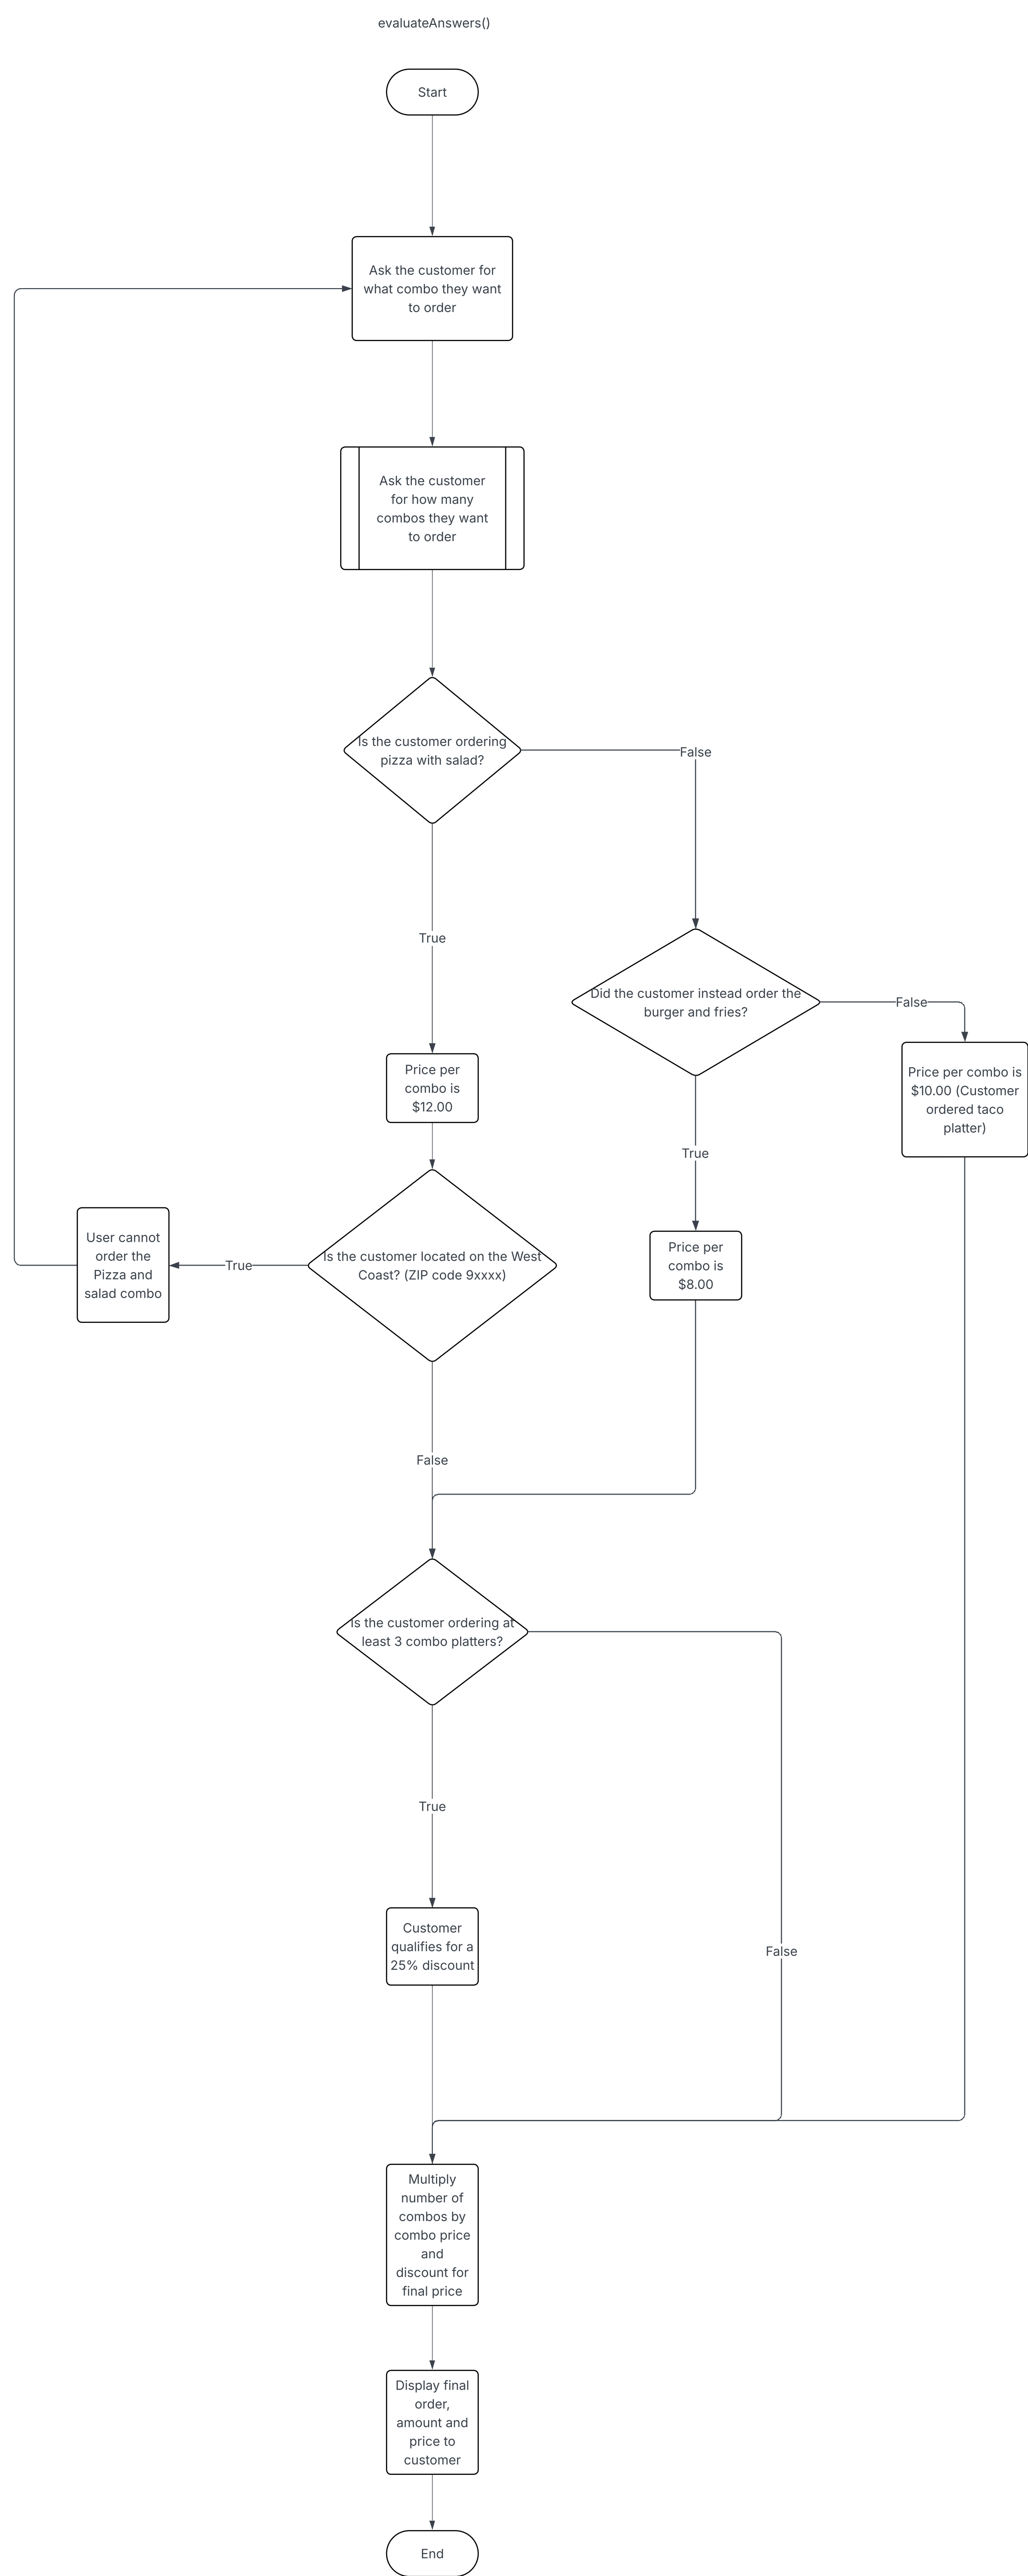 evaluateAnswers()
Start
Ask the customer for
what combo they want
to order
Ask the customer
for how many
combos they want
to order
Is the customer ordering
pizza with salad?
False
True
Did the customer instead order the
burger and fries?
False
Price per combo is
$10.00 (Customer
ordered taco
platter)
Price per
combo is
$12.00
True
Price per
combo is
$8.00
Is the customer located on the West
Coast? (ZIP code 9xxxx)
True
User cannot
order the
Pizza and
salad combo
False
Is the customer ordering at
least 3 combo platters?
True
False
Customer
qualifies for a
25% discount
Multiply
number of
combos by
combo price
and
discount for
final price
Display final
order,
amount and
price to
customer
End